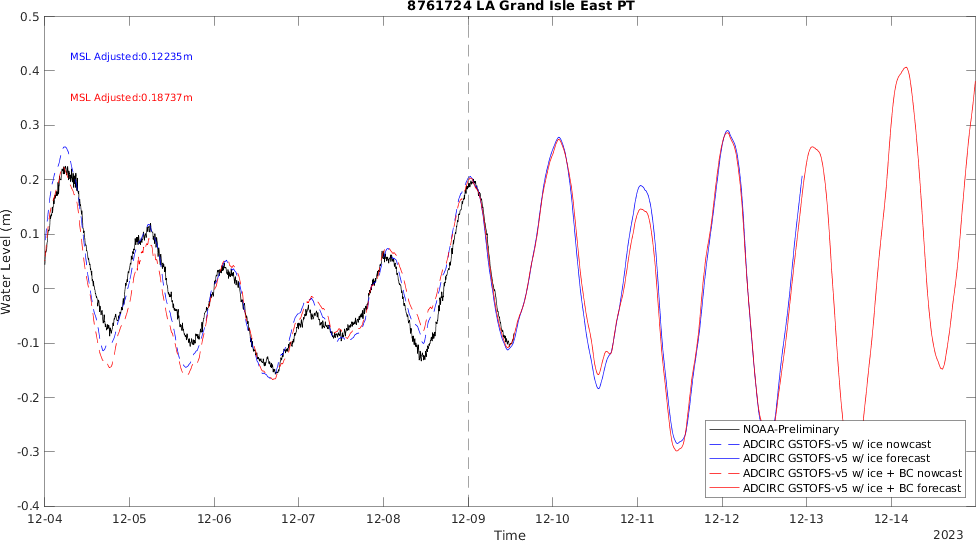 8761724 LA Grand Isle East PT
MSL Adjusted:0.12235m
MSL Adjusted:0.18737m
Water Level (m)
0.5
0.4
0.3
0.2
0.1
0
-0.1
-0.2
-0.3
-0.4
NOAA-Preliminary
ADCIRC GSTOFS-v5 w/ ice nowcast
ADCIRC GSTOFS-v5 w/ ice forecast
ADCIRC GSTOFS-v5 w/ ice + BC nowcast
ADCIRC GSTOFS-v5 w/ ice + BC forecast
12-04 12-05 12-06 12-07 12-08 12-09 12-10 12-11 12-12 12-13 12-14
Time
2023